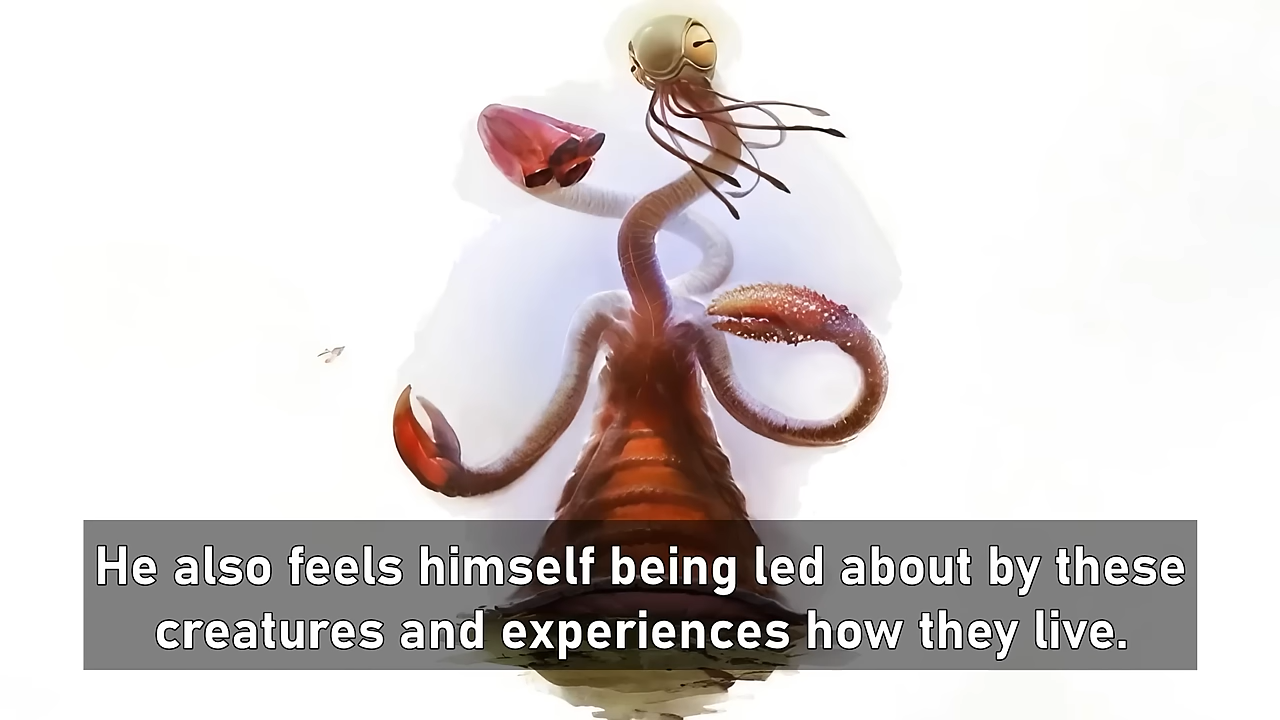 He also feels himself being led about by these
creatures and experiences how they live.